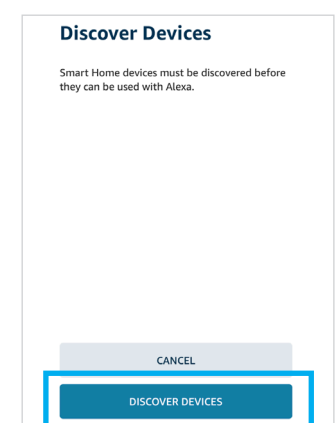 Discover Devices
Smart Home devices must be discovered before
they can be used with Alexa.
CANCEL
DISCOVER DEVICES